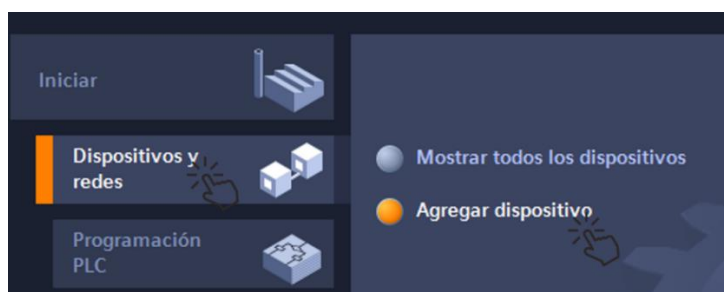 Iniciar
Dispositivos y
redes
Programación
PLC
Mostrar todos los dispositivos
Agregar dispositivo